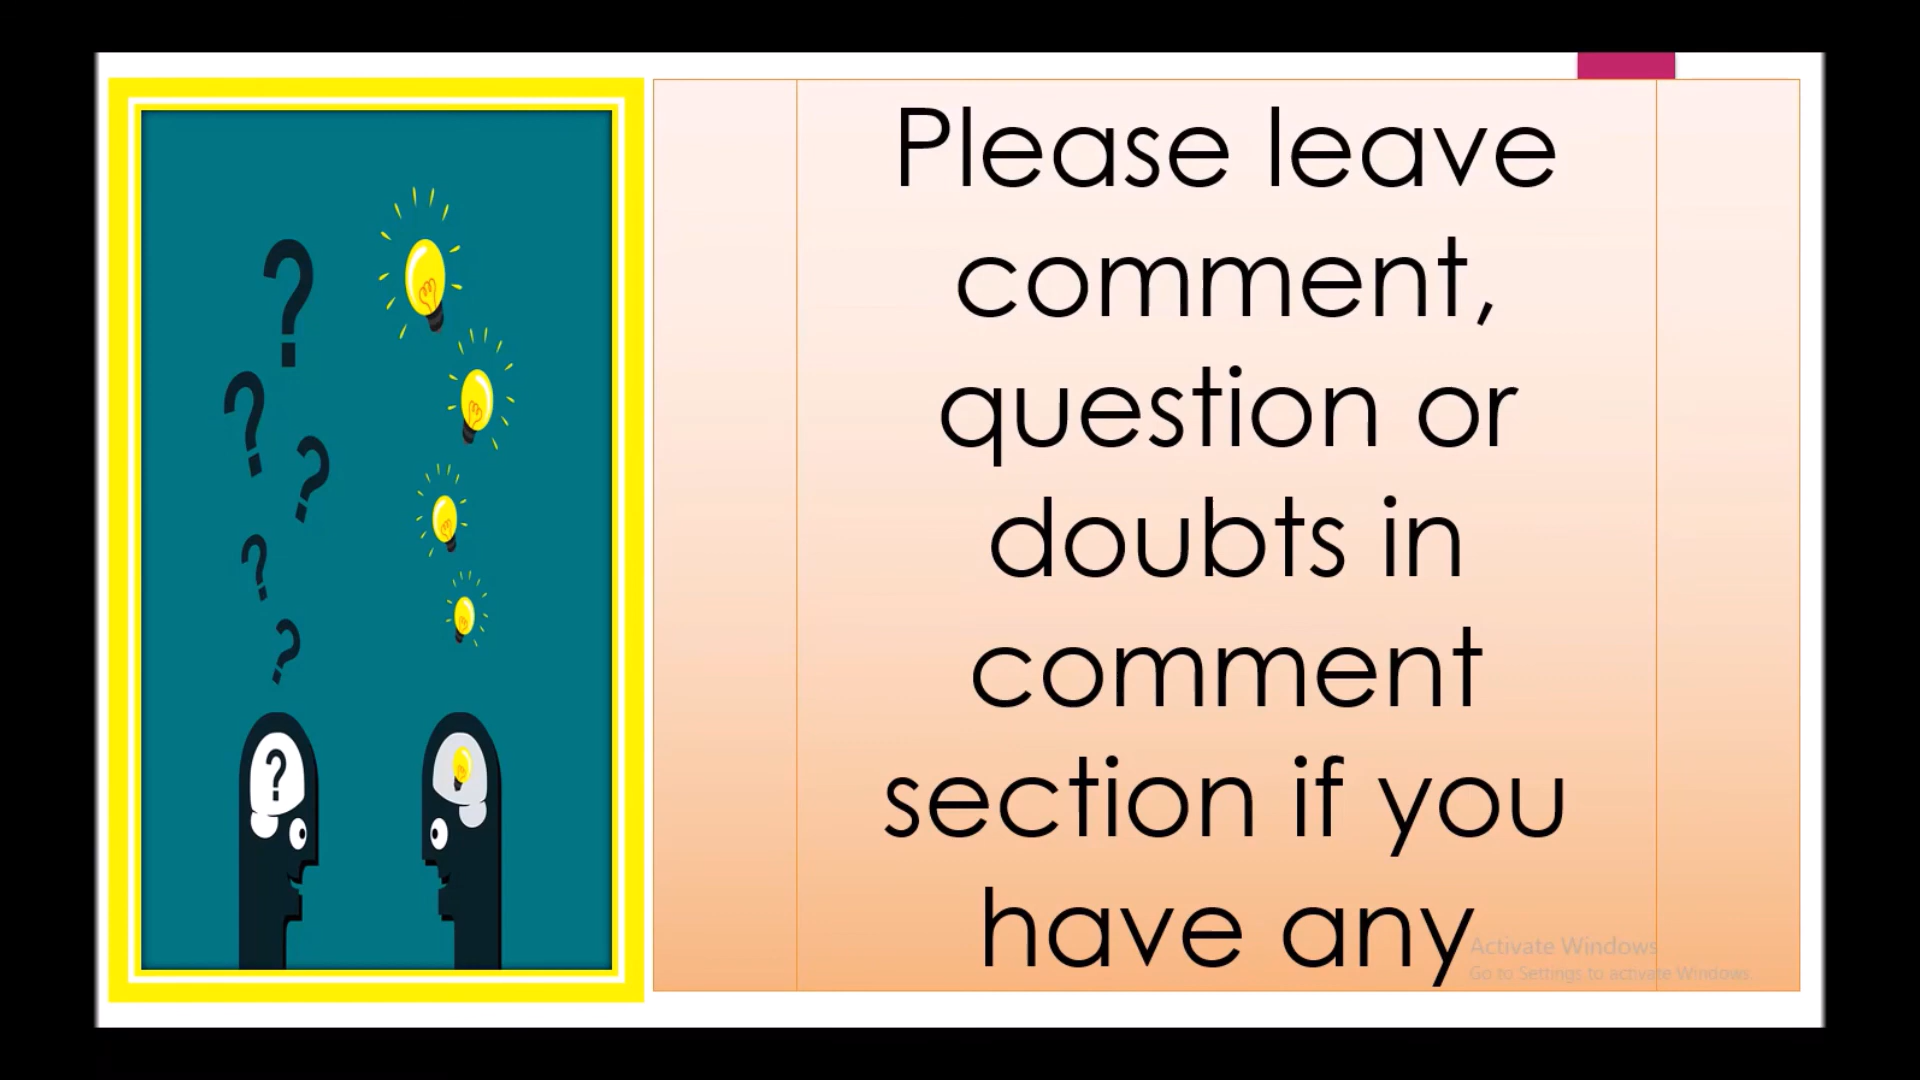 Please leave
comment,
question or
doubts in
comment
section if you
have any
Activate Windows
Go to Settings to activate Windows.